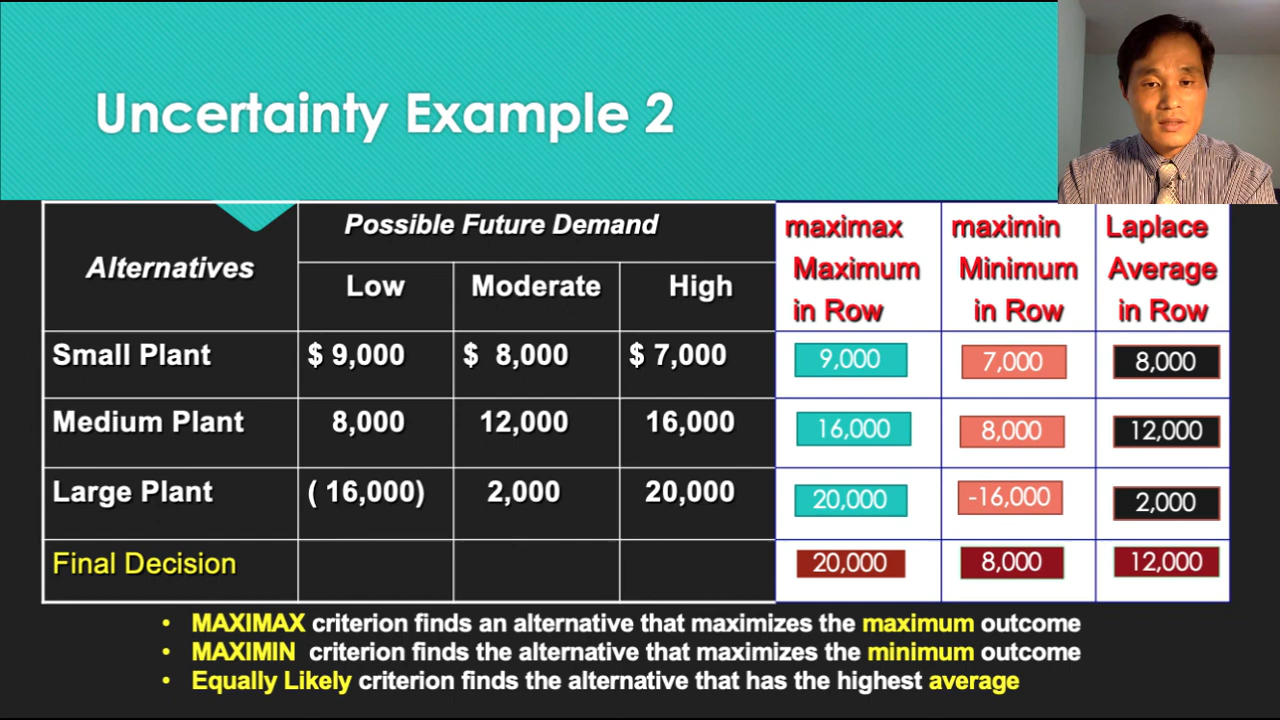 Uncertainty Example 2
Alternatives
Possible Future Demand
Low Moderate High
maximax
Maximum
in Row
maximin
Minimum
in Row
Laplace
Average
in Row
Small Plant $ 9,000 $ 8,000 $ 7,000 9,000 7,000 8,000
Medium Plant 8,000 12,000 16,000 16,000 8,000 12,000
Large Plant ( 16,000) 2,000 20,000 20,000 -16,000 2,000
Final Decision 20,000 8,000 12,000
• MAXIMAX criterion finds an alternative that maximizes the maximum outcome
• MAXIMIN criterion finds the alternative that maximizes the minimum outcome
• Equally Likely criterion finds the alternative that has the highest average